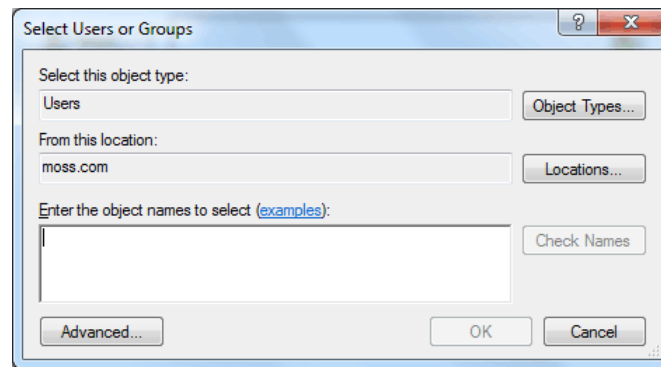 Select Users or Groups
Select this object type:
Users
Object Types...
From this location:
moss.com
Locations...
Enter the object names to select (examples):
Check Names
Advanced...
OK
Cancel